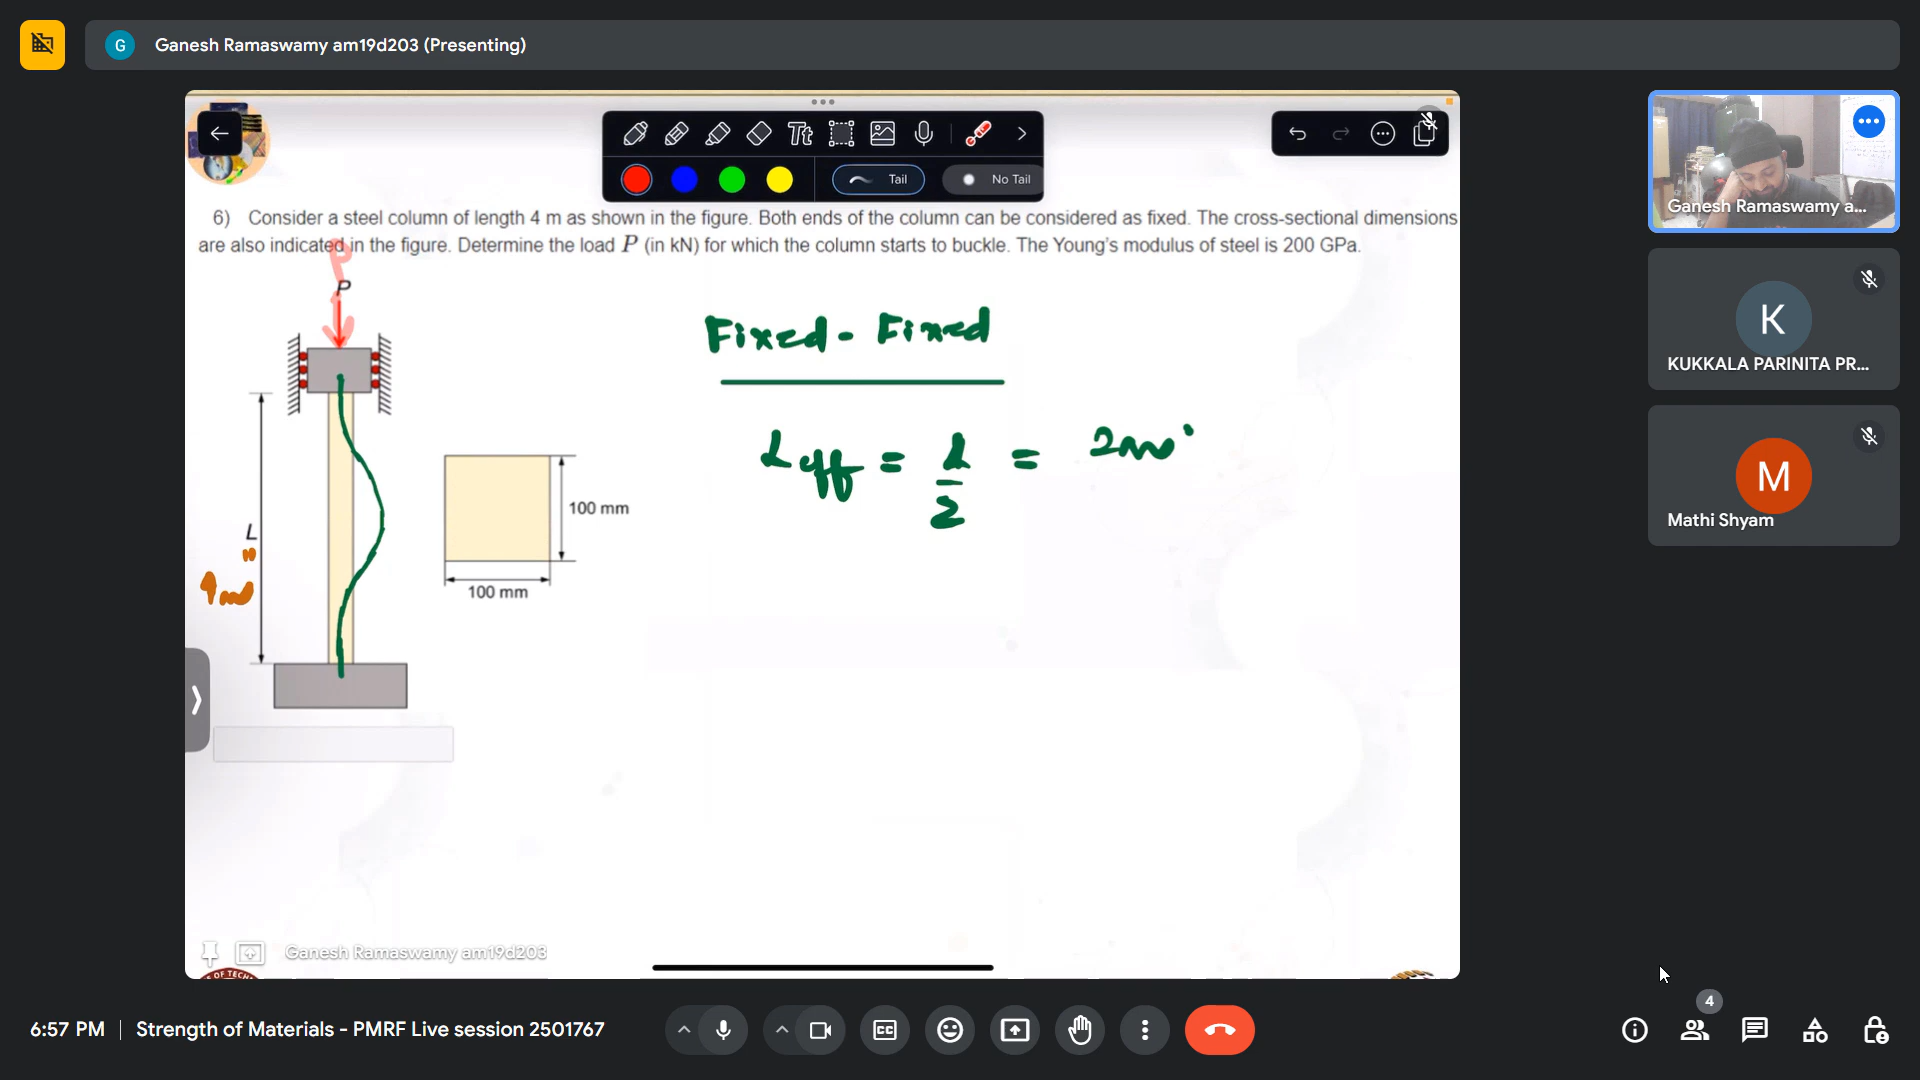 G Ganesh Ramaswamy am19d203 (Presenting)
Tt
Tail
No Tail
6) Consider a steel column of length 4 m as shown in the figure. Both ends of the column can be considered as fixed. The cross-sectional dimensions
are also indicated in the figure. Determine the load P (in kN) for which the column starts to buckle. The Young's modulus of steel is 200 GPa.
P
P
Fixed - Fixed
Leff = L/2 = 2m
L
"
4m
100 mm
100 mm
Ganesh Ramaswamy am19d203
OF TECH
Ganesh Ramaswamy a...
K
KUKKALA PARINITA PR...
M
Mathi Shyam
6:57 PM | Strength of Materials - PMRF Live session 2501767
CC
4